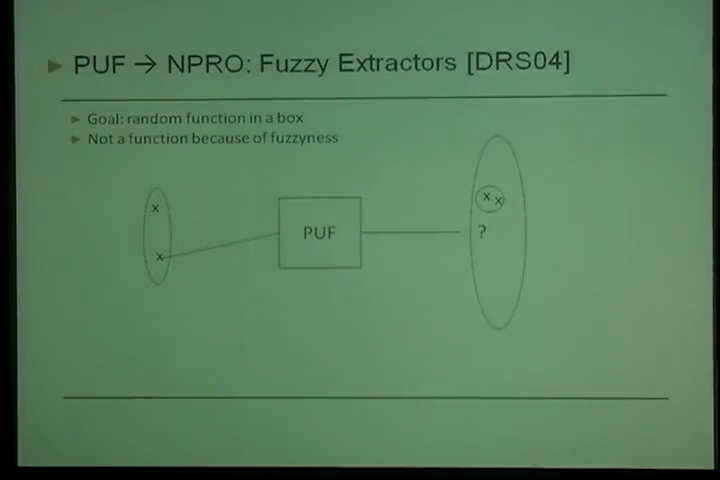 PUF → NPRO: Fuzzy Extractors [DRS04]
Goal: random function in a box
Not a function because of fuzzyness
x
x
PUF
x x
?